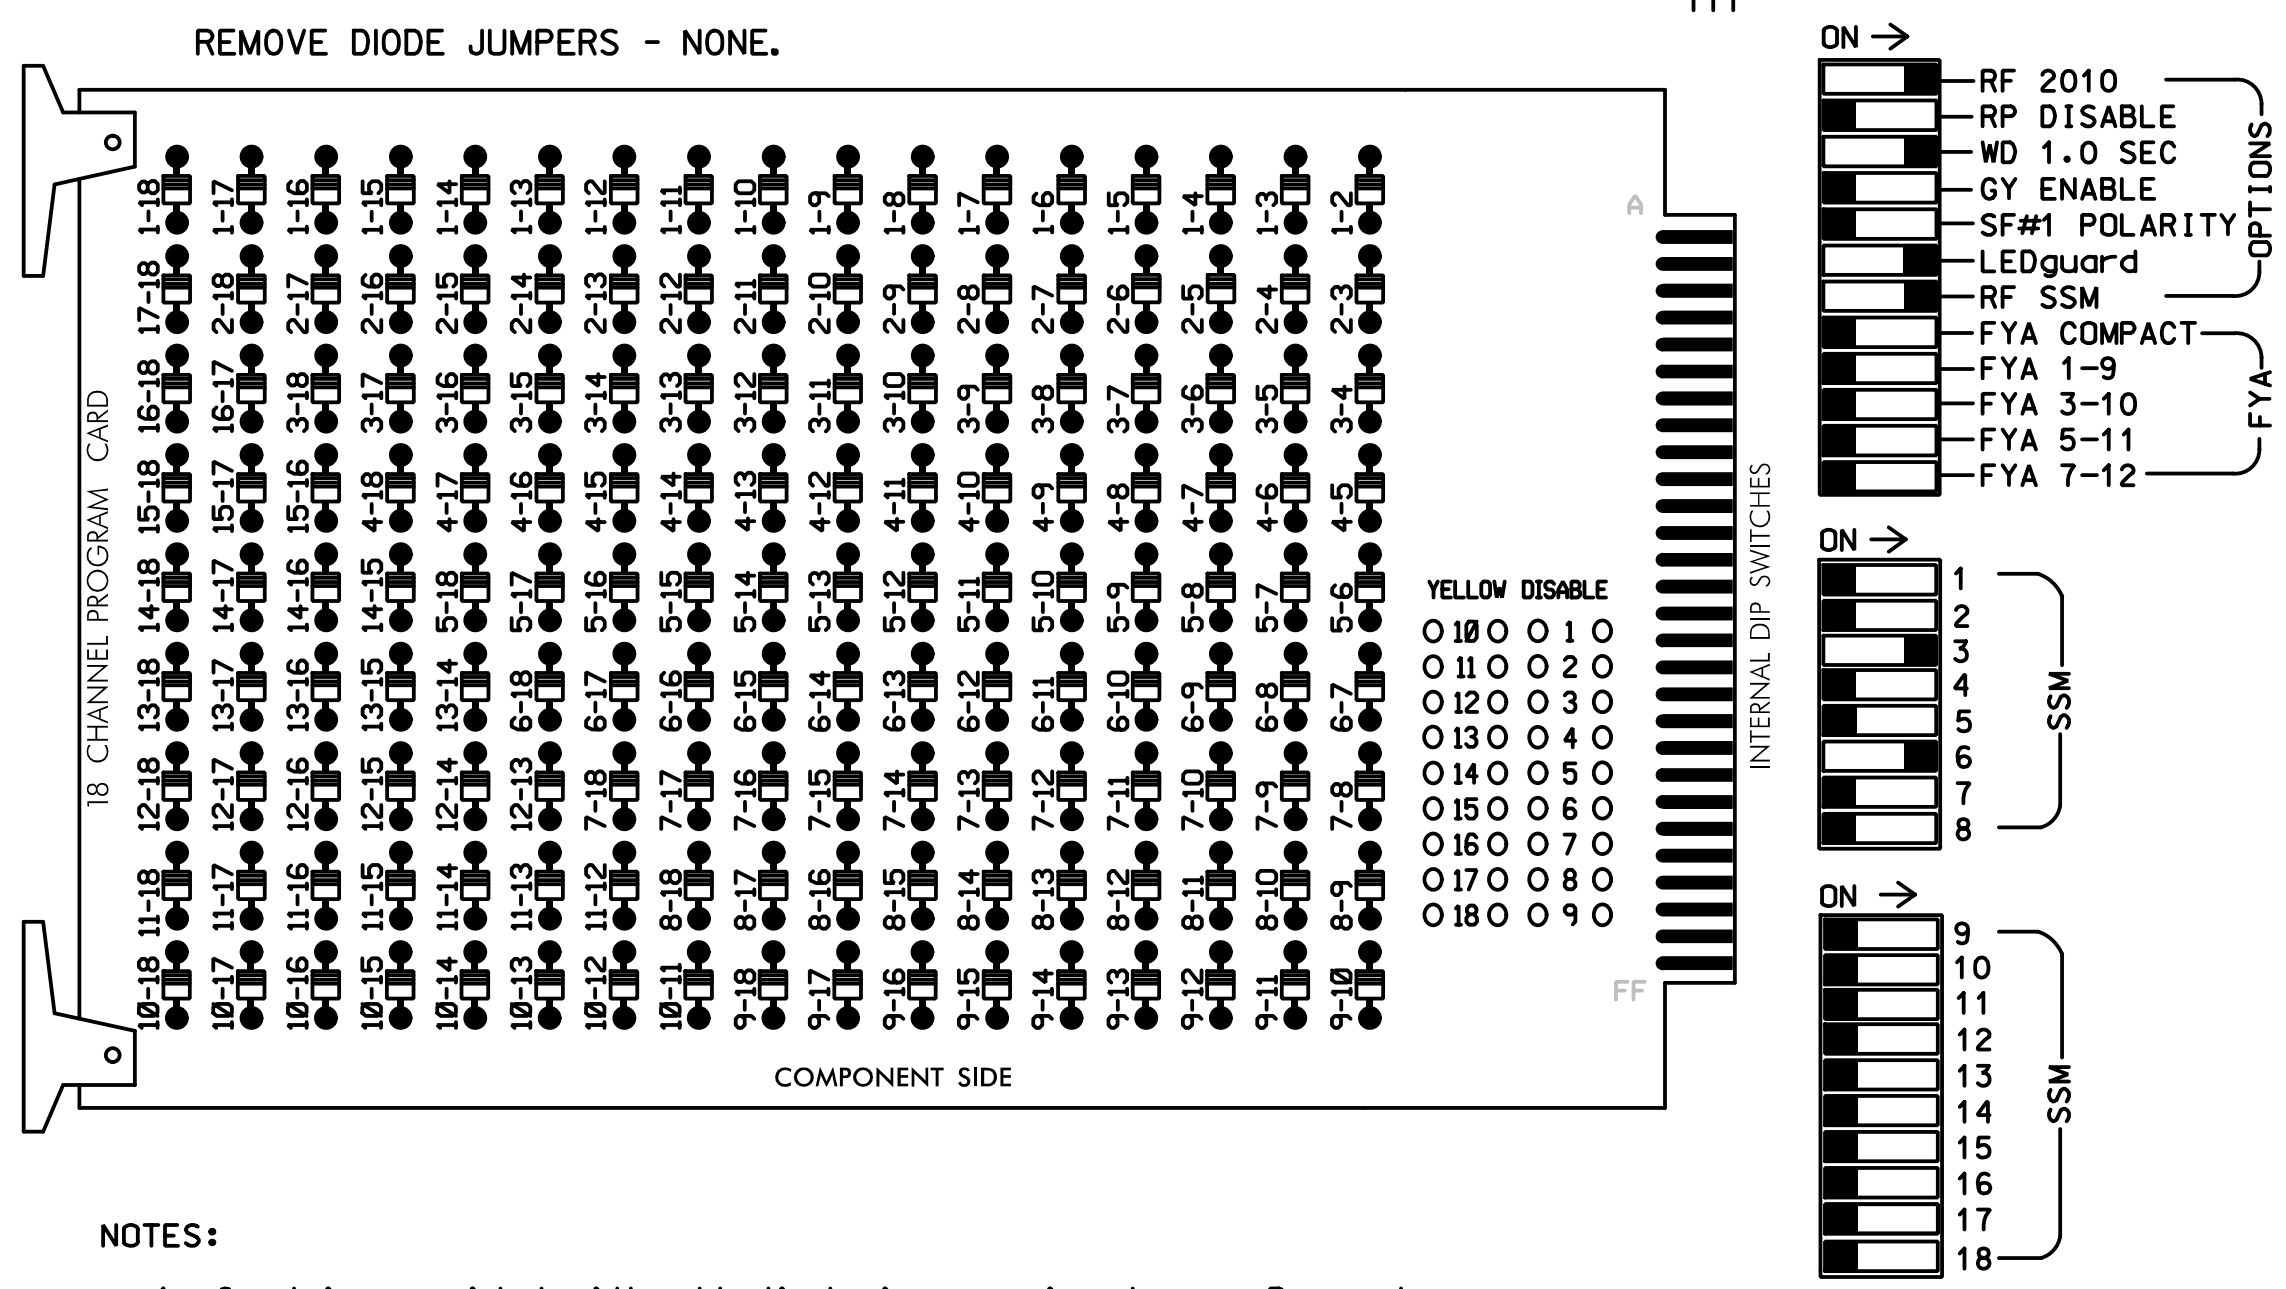 REMOVE DIODE JUMPERS - NONE.
18 CHANNEL PROGRAM CARD
1-18 1-17 1-16 1-15 1-14 1-13 1-12 1-11 1-10 1-9 1-8 1-7 1-6 1-5 1-4 1-3 1-2
17-18 2-18 2-17 2-16 2-15 2-14 2-13 2-12 2-11 2-10 2-9 2-8 2-7 2-6 2-5 2-4 2-3
16-18 16-17 3-18 3-17 3-16 3-15 3-14 3-13 3-12 3-11 3-10 3-9 3-8 3-7 3-6 3-5 3-4
15-18 15-17 15-16 4-18 4-17 4-16 4-15 4-14 4-13 4-12 4-11 4-10 4-9 4-8 4-7 4-6 4-5
14-18 14-17 14-16 14-15 5-18 5-17 5-16 5-15 5-14 5-13 5-12 5-11 5-10 5-9 5-8 5-7 5-6
13-18 13-17 13-16 13-15 13-14 6-18 6-17 6-16 6-15 6-14 6-13 6-12 6-11 6-10 6-9 6-8 6-7
12-18 12-17 12-16 12-15 12-14 12-13 7-18 7-17 7-16 7-15 7-14 7-13 7-12 7-11 7-10 7-9 7-8
11-18 11-17 11-16 11-15 11-14 11-13 11-12 8-18 8-17 8-16 8-15 8-14 8-13 8-12 8-11 8-10 8-9
10-18 10-17 10-16 10-15 10-14 10-13 10-12 10-11 9-18 9-17 9-16 9-15 9-14 9-13 9-12 9-11 9-10
COMPONENT SIDE
A
YELLOW DISABLE
10 1
11 2
12 3
13 4
14 5
15 6
16 7
17 8
18 9
FF
INTERNAL DIP SWITCHES
ON
RF 2010
RP DISABLE
WD 1.0 SEC
GY ENABLE
SF#1 POLARITY
LEDguard
RF SSM
OPTIONS
FYA COMPACT
FYA 1-9
FYA 3-10
FYA 5-11
FYA 7-12
FYA
ON
1
2
3
4
5
6
7
8
SSM
ON
9
10
11
12
13
14
15
16
17
18
SSM
NOTES: